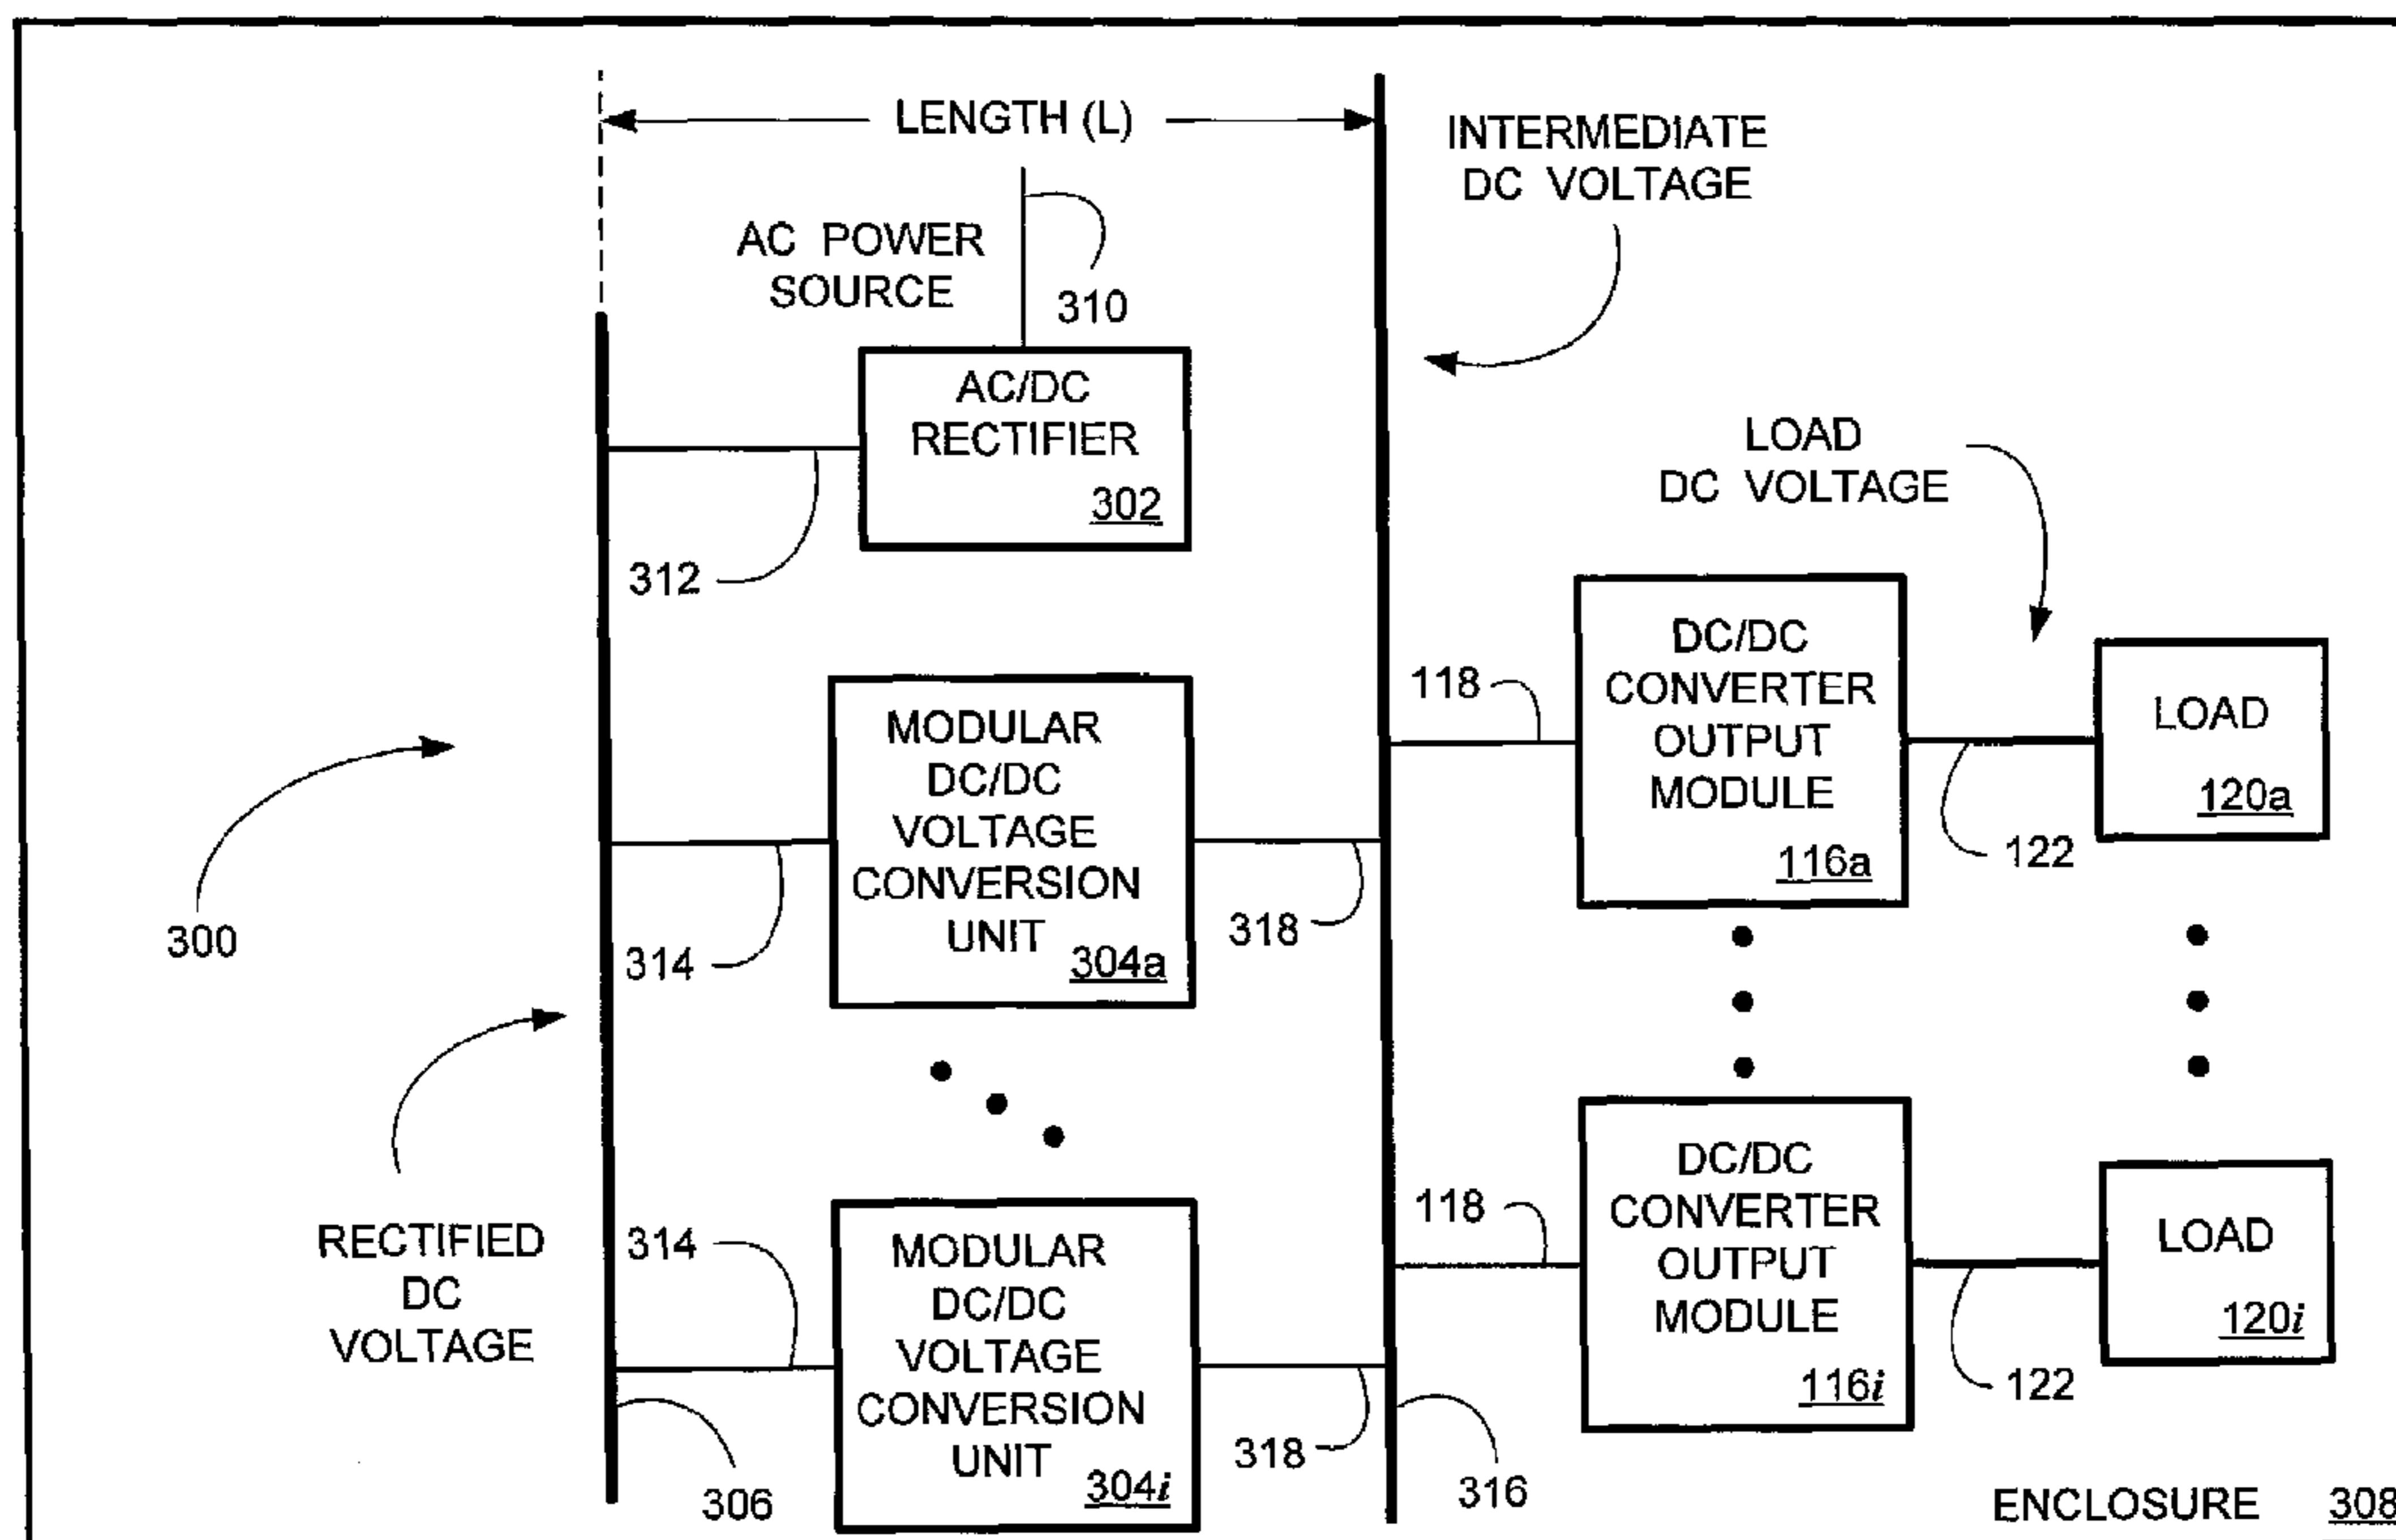 LENGTH (L)
INTERMEDIATE
DC VOLTAGE
AC POWER
SOURCE
310
AC/DC
RECTIFIER
302
312
LOAD
DC VOLTAGE
MODULAR
DC/DC
VOLTAGE
CONVERSION
UNIT
304a
314
318
118
DC/DC
CONVERTER
OUTPUT
MODULE
116a
122
LOAD
120a
300
RECTIFIED
DC
VOLTAGE
314
MODULAR
DC/DC
VOLTAGE
CONVERSION
UNIT
304i
306
318
316
118
DC/DC
CONVERTER
OUTPUT
MODULE
116i
122
LOAD
120i
ENCLOSURE 308